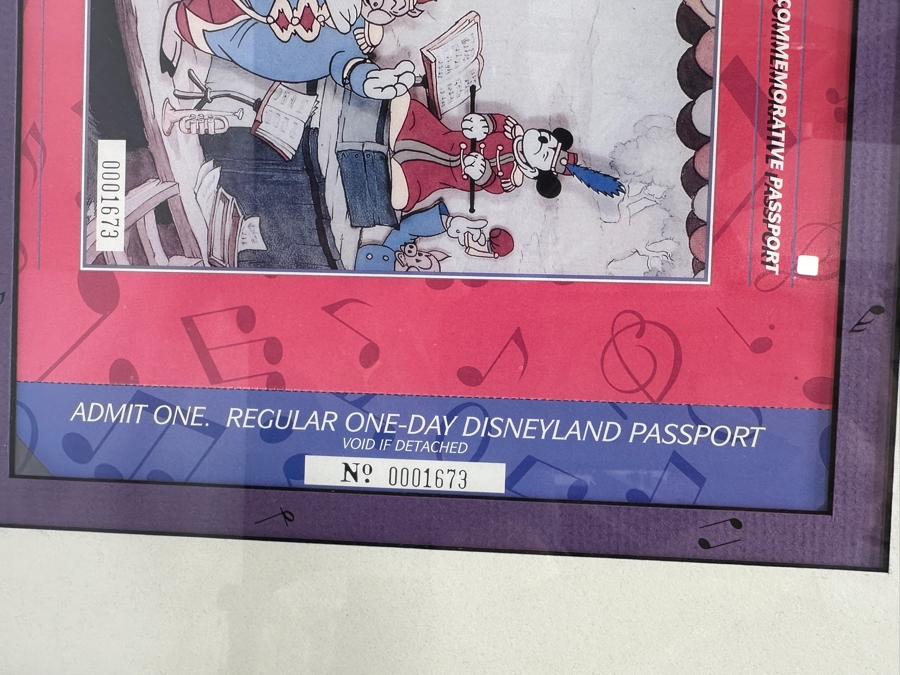 COMMEMORATIVE PASSPORT
0001673
ADMIT ONE. REGULAR ONE-DAY DISNEYLAND PASSPORT
VOID IF DETACHED
Nº 0001673